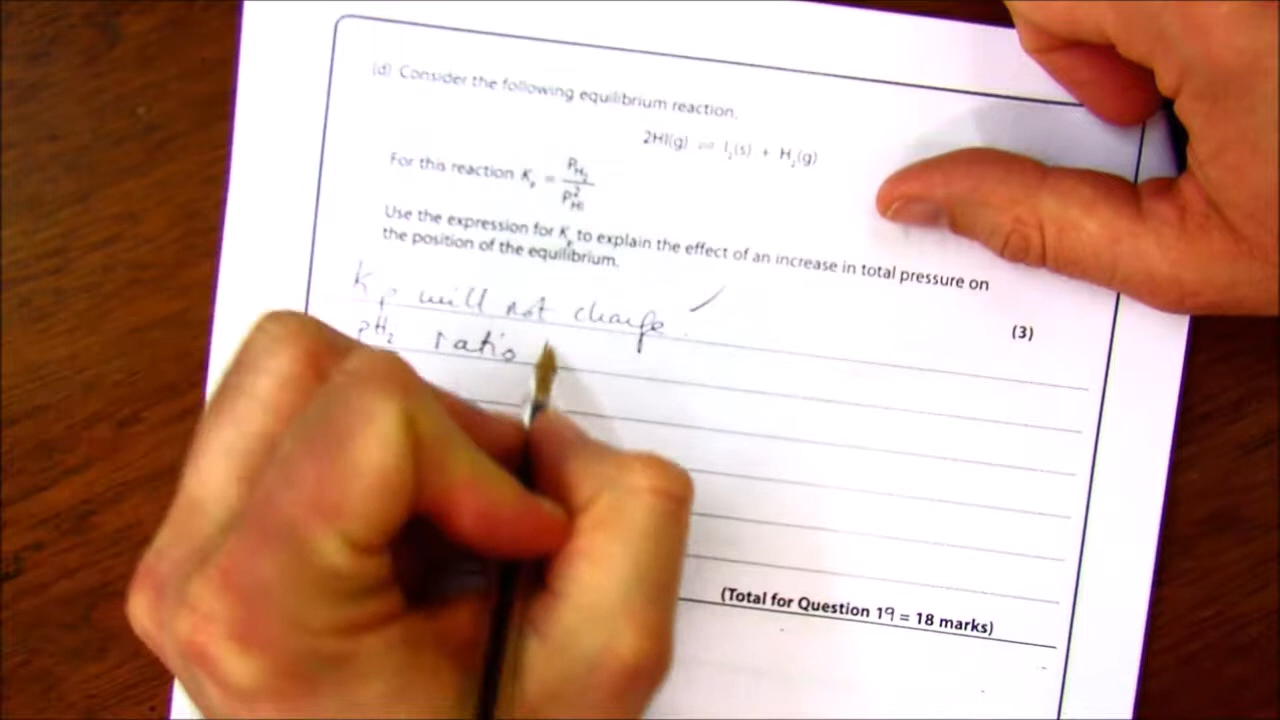 (d) Consider the following equilibrium reaction.
2HI(g) ⇌ I₂(s) + H₂(g)
For this reaction Kₚ = P_H₂ / P²_HI
Use the expression for Kₚ to explain the effect of an increase in total pressure on
the position of the equilibrium.
Kp will not change.
(3)
pH₂ ratio
(Total for Question 19 = 18 marks)